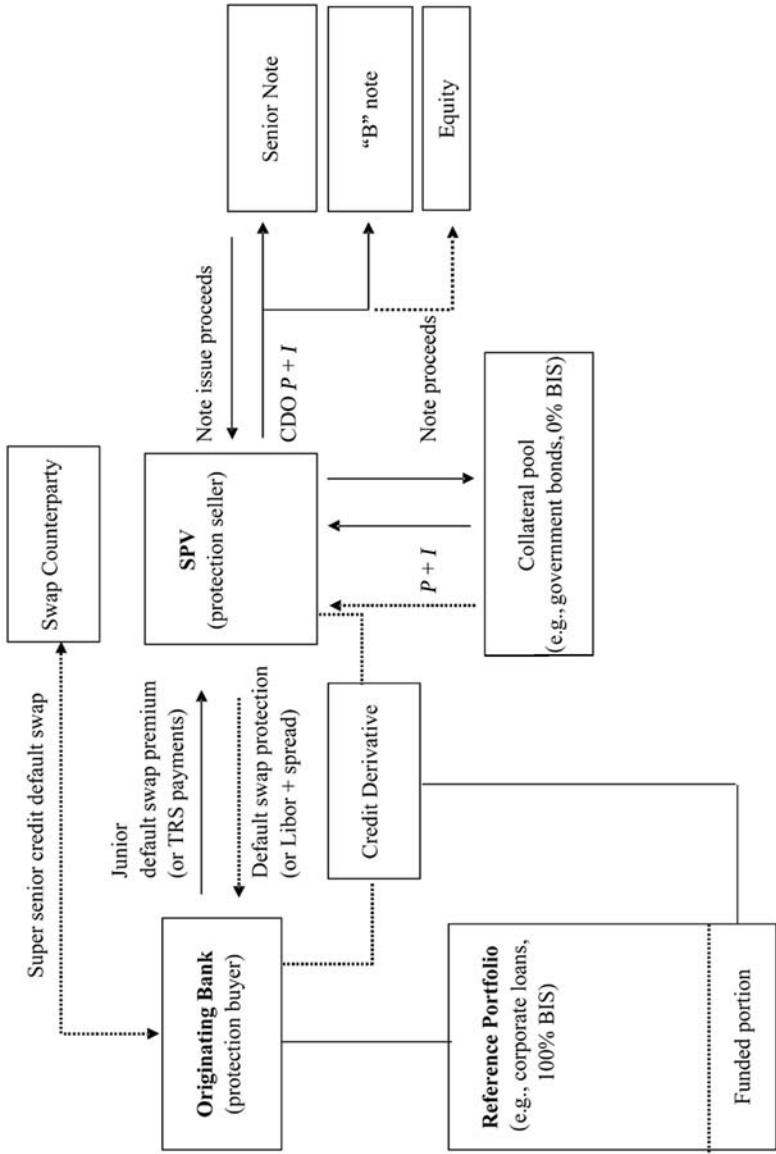 Super senior credit default swap
Swap Counterparty
Originating Bank
(protection buyer)
Junior
default swap premium
(or TRS payments)
Default swap protection
(or Libor + spread)
SPV
(protection seller)
Note issue proceeds
CDO P + I
Senior Note
“B” note
Equity
Note proceeds
Credit Derivative
P + I
Reference Portfolio
(e.g., corporate loans,
100% BIS)
Funded portion
Collateral pool
(e.g., government bonds, 0% BIS)